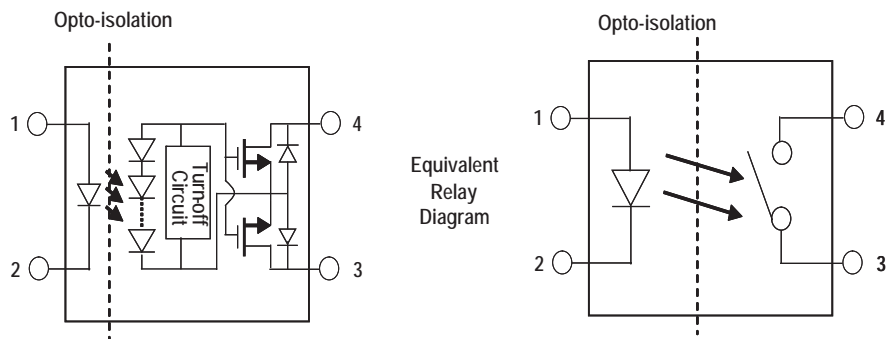 Opto-isolation
1
2
Turn-off
Circuit
4
3
Equivalent
Relay
Diagram
Opto-isolation
1
2
4
3